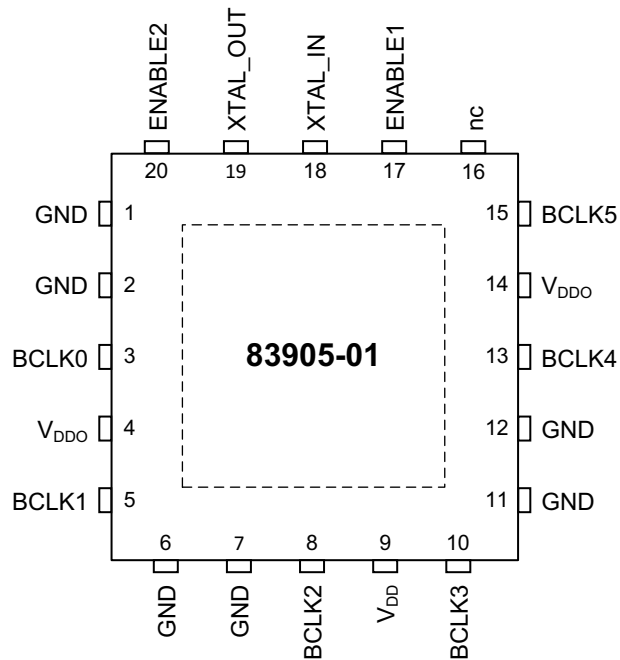 ENABLE2
XTAL_OUT
XTAL_IN
ENABLE1
nc
20
19
18
17
16
GND 1
GND 2
BCLK0 3
VDDO 4
BCLK1 5
83905-01
15 BCLK5
14 VDDO
13 BCLK4
12 GND
11 GND
6
7
8
9
10
GND
GND
BCLK2
VDD
BCLK3